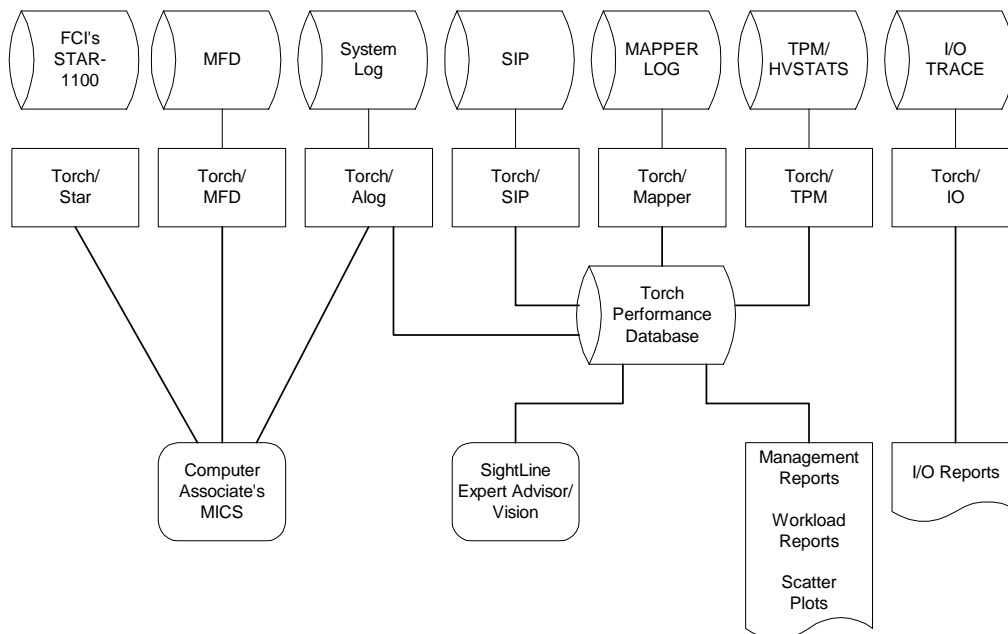 FCI's
STAR-
1100
MFD
System
Log
SIP
MAPPER
LOG
TPM/
HVSTATS
I/O
TRACE
Torch/
Star
Torch/
MFD
Torch/
Alog
Torch/
SIP
Torch/
Mapper
Torch/
TPM
Torch/
IO
Torch
Performance
Database
Computer
Associate's
MICS
SightLine
Expert Advisor/
Vision
Management
Reports
Workload
Reports
Scatter
Plots
I/O Reports